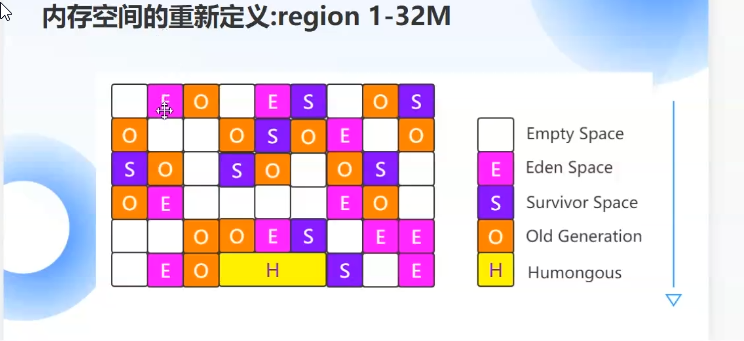 内存空间的重新定义:region 1-32M
E O E S O S
O O S O E O
S O S O O S
O E E O
O O E S E E
E O H S E
Empty Space
E Eden Space
S Survivor Space
O Old Generation
H Humongous